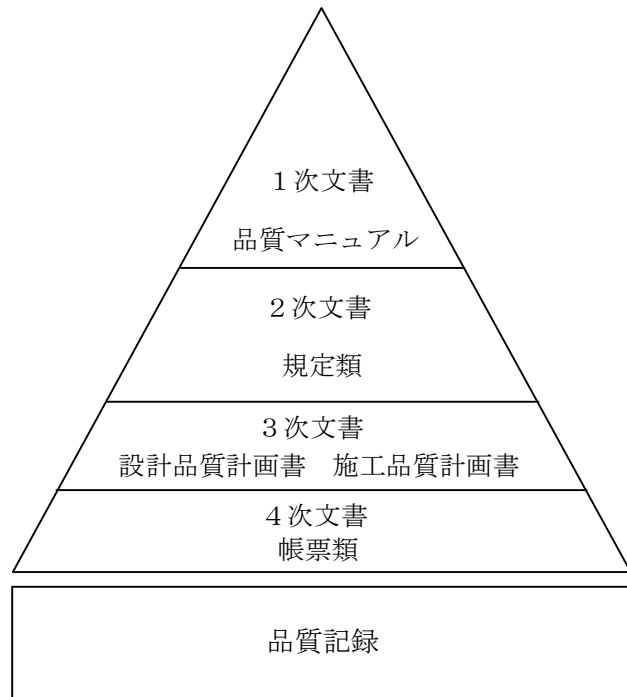 １次文書
品質マニュアル
２次文書
規定類
３次文書
設計品質計画書　施工品質計画書
４次文書
帳票類
品質記録